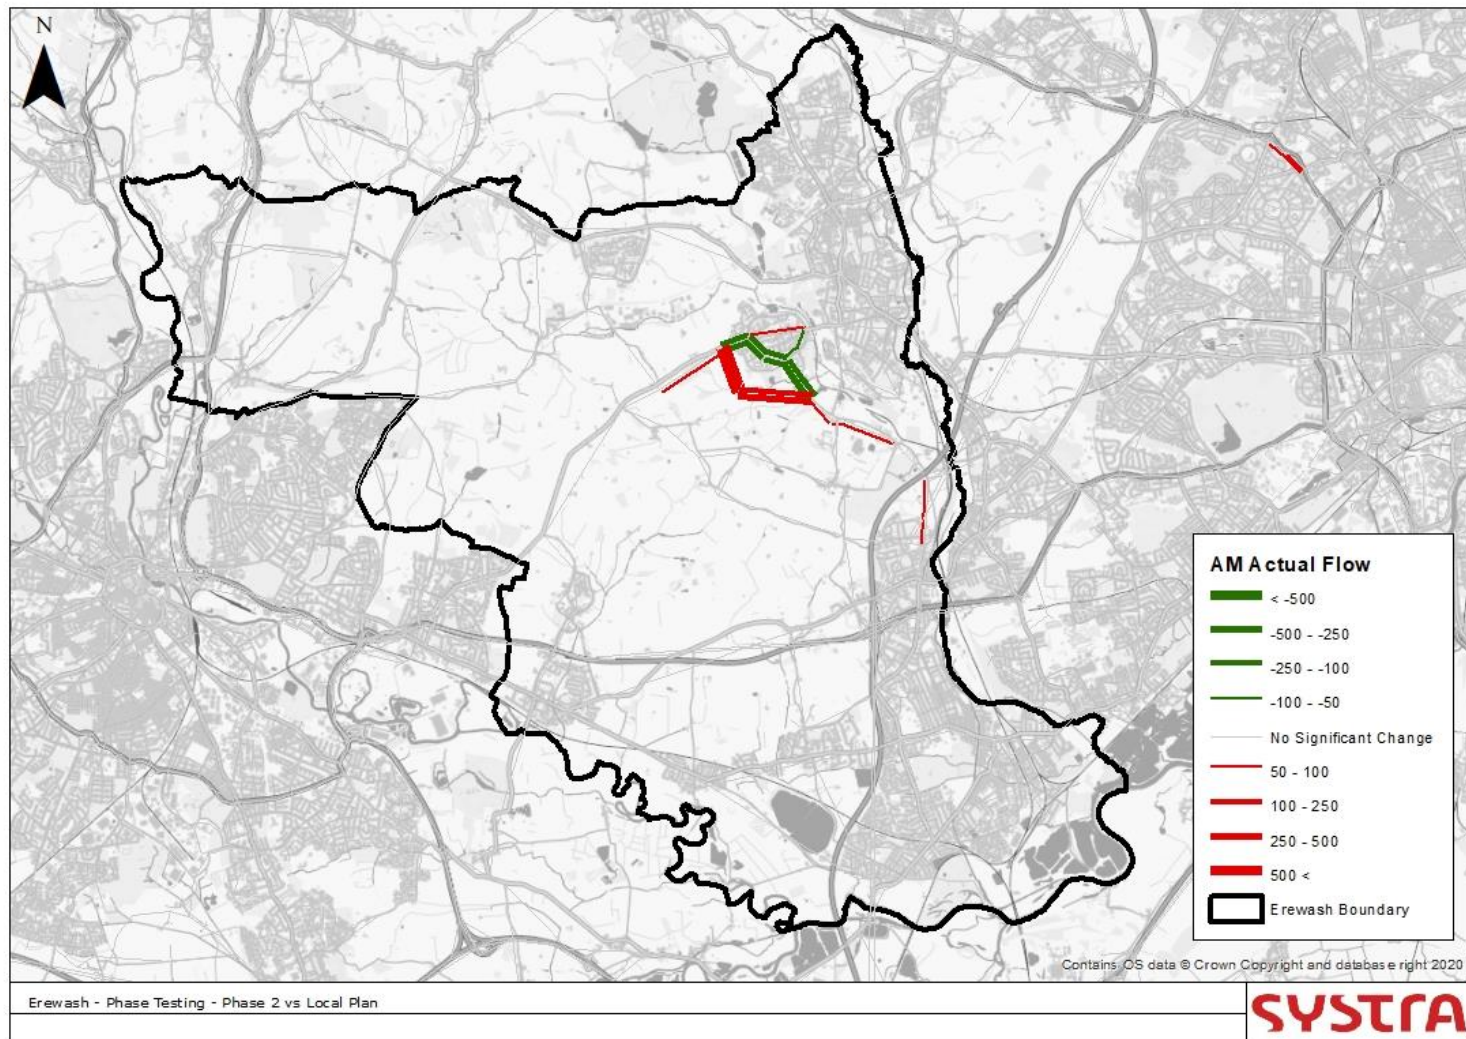 N
AM Actual Flow
< -500
-500 - -250
-250 - -100
-100 - -50
No Significant Change
50 - 100
100 - 250
250 - 500
500 <
Erewash Boundary
Contains OS data © Crown Copyright and database right 2020
Erewash - Phase Testing - Phase 2 vs Local Plan
SYSTRA